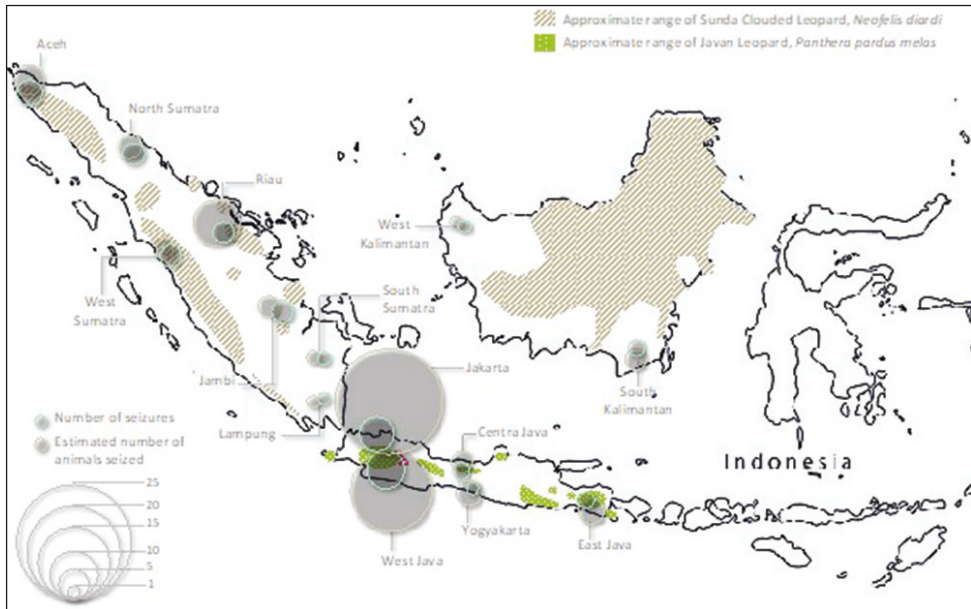 Approximate range of Sunda Clouded Leopard, Neofelis diardi
Approximate range of Javan Leopard, Panthera pardus melas
Aceh
North Sumatra
Riau
West
Kalimantan
West
Sumatra
South
Sumatra
Jambi
Jakarta
South
Kalimantan
Lampung
Centra Java
Number of seizures
Estimated number of
animals seized
Indonesia
25
20
15
10
5
1
Yogyakarta
West Java
East Java